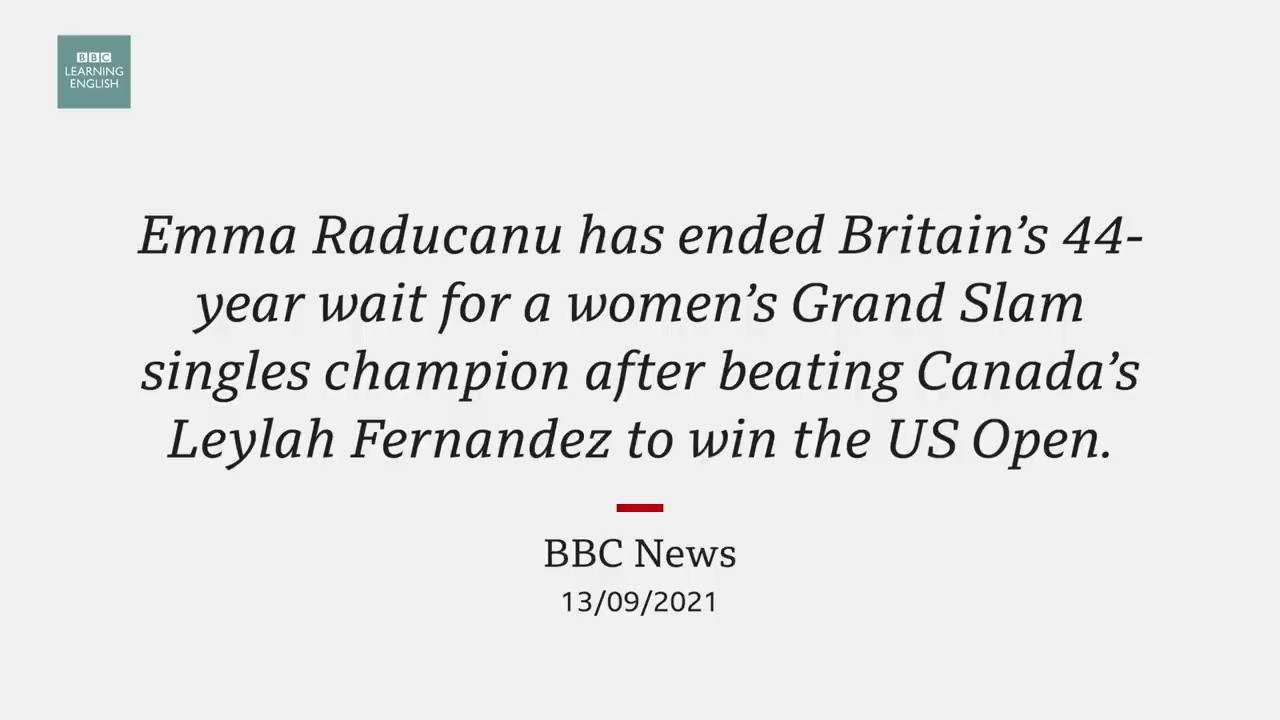 BBC
LEARNING
ENGLISH
Emma Raducanu has ended Britain’s 44-
year wait for a women’s Grand Slam
singles champion after beating Canada’s
Leylah Fernandez to win the US Open.
BBC News
13/09/2021